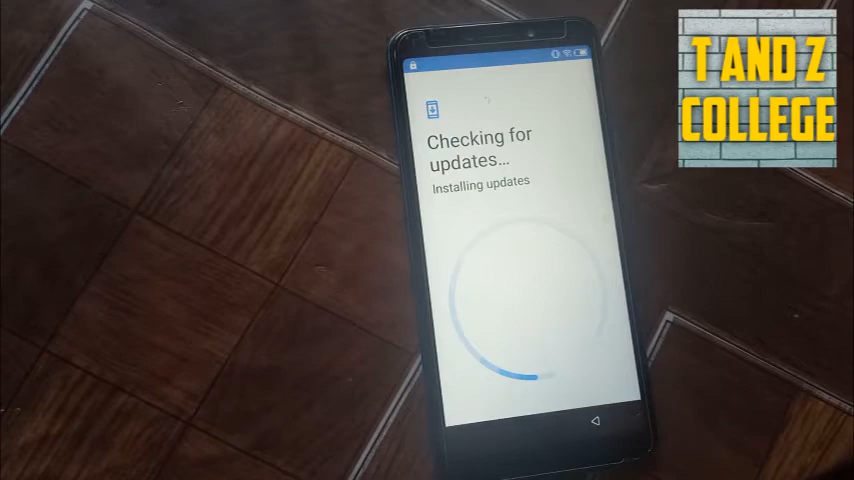 T AND Z
COLLEGE
Checking for
updates...
Installing updates